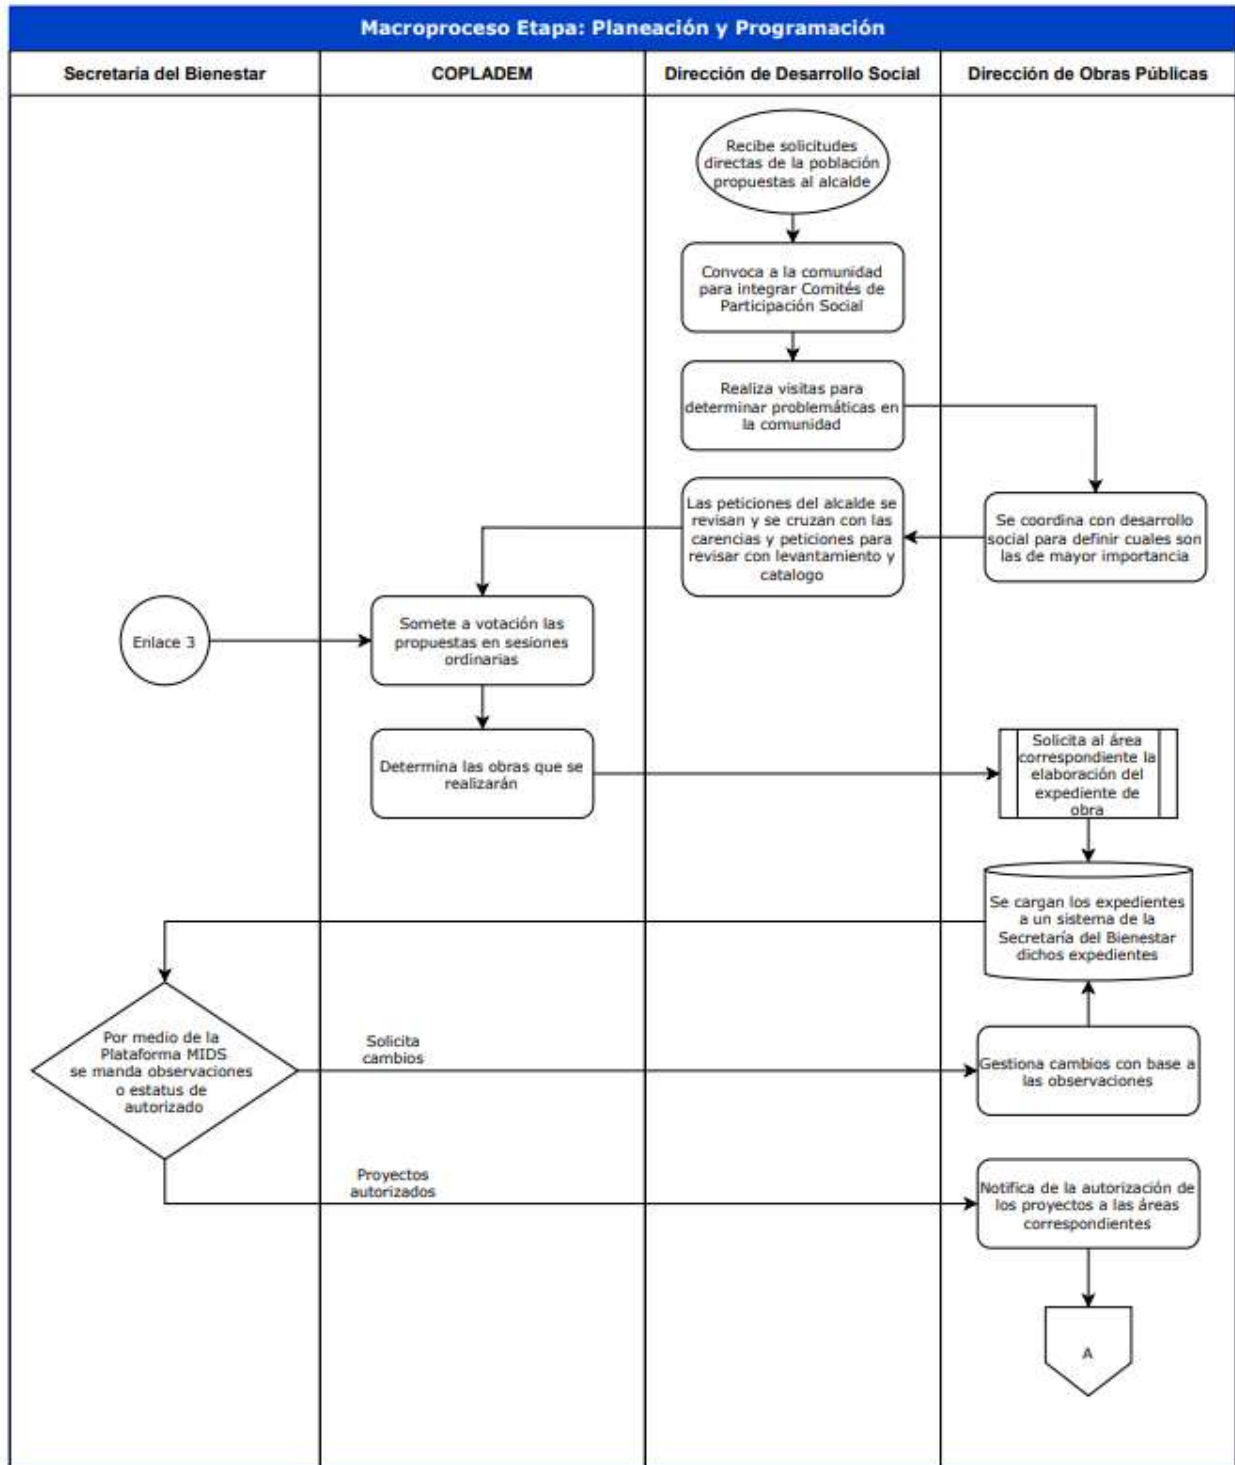 Macroproceso Etapa: Planeación y Programación
Secretaría del Bienestar
COPLADEM
Dirección de Desarrollo Social
Dirección de Obras Públicas
Recibe solicitudes
directas de la población
propuestas al alcalde
Convoca a la comunidad
para integrar Comités de
Participación Social
Realiza visitas para
determinar problemáticas en
la comunidad
Las peticiones del alcalde se
revisan y se cruzan con las
carencias y peticiones para
revisar con levantamiento y
catalogo
Se coordina con desarrollo
social para definir cuales son
las de mayor importancia
Enlace 3
Somete a votación las
propuestas en sesiones
ordinarias
Determina las obras que se
realizarán
Solicita al área
correspondiente la
elaboración del
expediente de
obra
Se cargan los expedientes
a un sistema de la
Secretaría del Bienestar
dichos expedientes
Por medio de la
Plataforma MIDS
se manda observaciones
o estatus de
autorizado
Solicita
cambios
Gestiona cambios con base a
las observaciones
Proyectos
autorizados
Notifica de la autorización de
los proyectos a las áreas
correspondientes
A